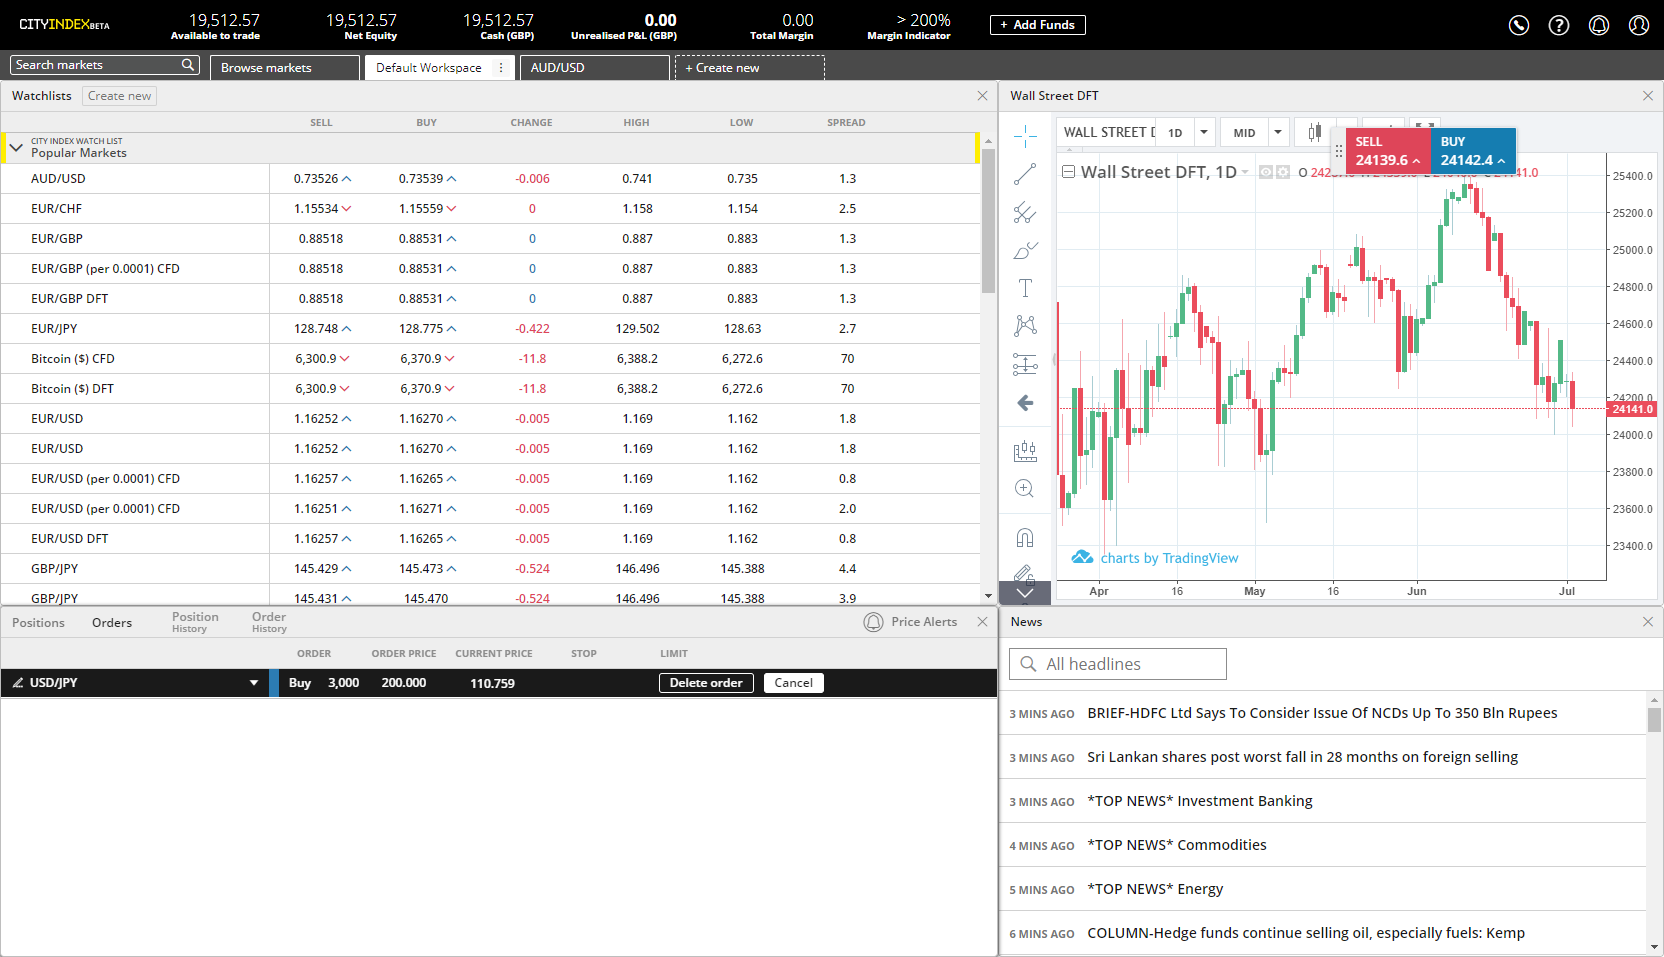 CITYINDEXBETA
19,512.57
Available to trade
19,512.57
Net Equity
19,512.57
Cash (GBP)
0.00
Unrealised P&L (GBP)
0.00
Total Margin
> 200%
Margin Indicator
+ Add Funds
Search markets
Browse markets
Default Workspace
AUD/USD
+ Create new
Watchlists Create new
SELL BUY CHANGE HIGH LOW SPREAD
CITY INDEX WATCH LIST
Popular Markets
AUD/USD 0.73526 0.73539 -0.006 0.741 0.735 1.3
EUR/CHF 1.15534 1.15559 0 1.158 1.154 2.5
EUR/GBP 0.88518 0.88531 0 0.887 0.883 1.3
EUR/GBP (per 0.0001) CFD 0.88518 0.88531 0 0.887 0.883 1.3
EUR/GBP DFT 0.88518 0.88531 0 0.887 0.883 1.3
EUR/JPY 128.748 128.775 -0.422 129.502 128.63 2.7
Bitcoin ($) CFD 6,300.9 6,370.9 -11.8 6,388.2 6,272.6 70
Bitcoin ($) DFT 6,300.9 6,370.9 -11.8 6,388.2 6,272.6 70
EUR/USD 1.16252 1.16270 -0.005 1.169 1.162 1.8
EUR/USD 1.16252 1.16270 -0.005 1.169 1.162 1.8
EUR/USD (per 0.0001) CFD 1.16257 1.16265 -0.005 1.169 1.162 0.8
EUR/USD (per 0.0001) CFD 1.16251 1.16271 -0.005 1.169 1.162 2.0
EUR/USD DFT 1.16257 1.16265 -0.005 1.169 1.162 0.8
GBP/JPY 145.429 145.473 -0.524 146.496 145.388 4.4
GBP/JPY 145.431 145.470 -0.524 146.496 145.388 3.9
Wall Street DFT
WALL STREET D 1D MID
SELL
24139.6
BUY
24142.4
Wall Street DFT, 1D O
25400.0
25200.0
25000.0
24800.0
24600.0
24400.0
24200.0
24141.0
24000.0
23800.0
23600.0
23400.0
charts by TradingView
Apr 16 May 16 Jun Jul
Positions Orders
Position
History
Order
History
Price Alerts
ORDER ORDER PRICE CURRENT PRICE STOP LIMIT
USD/JPY Buy 3,000 200.000 110.759 Delete order Cancel
News
All headlines
3 MINS AGO BRIEF-HDFC Ltd Says To Consider Issue Of NCDs Up To 350 Bln Rupees
3 MINS AGO Sri Lankan shares post worst fall in 28 months on foreign selling
3 MINS AGO *TOP NEWS* Investment Banking
4 MINS AGO *TOP NEWS* Commodities
5 MINS AGO *TOP NEWS* Energy
6 MINS AGO COLUMN-Hedge funds continue selling oil, especially fuels: Kemp